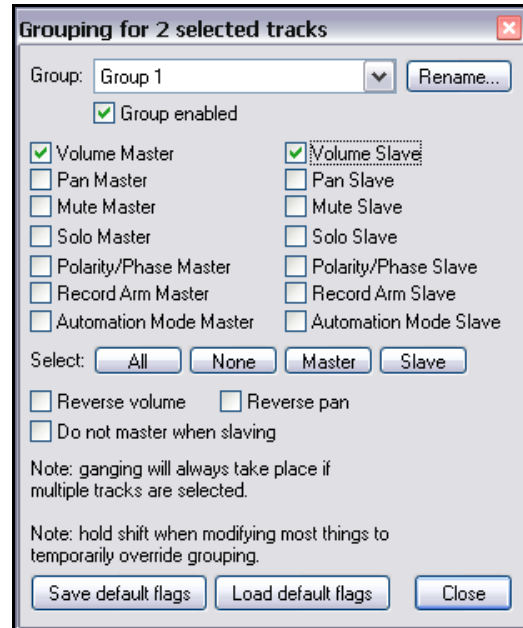 Grouping for 2 selected tracks
Group: Group 1 Rename...
Group enabled
Volume Master Volume Slave
Pan Master Pan Slave
Mute Master Mute Slave
Solo Master Solo Slave
Polarity/Phase Master Polarity/Phase Slave
Record Arm Master Record Arm Slave
Automation Mode Master Automation Mode Slave
Select: All None Master Slave
Reverse volume Reverse pan
Do not master when slaving
Note: ganging will always take place if
multiple tracks are selected.
Note: hold shift when modifying most things to
temporarily override grouping.
Save default flags Load default flags Close